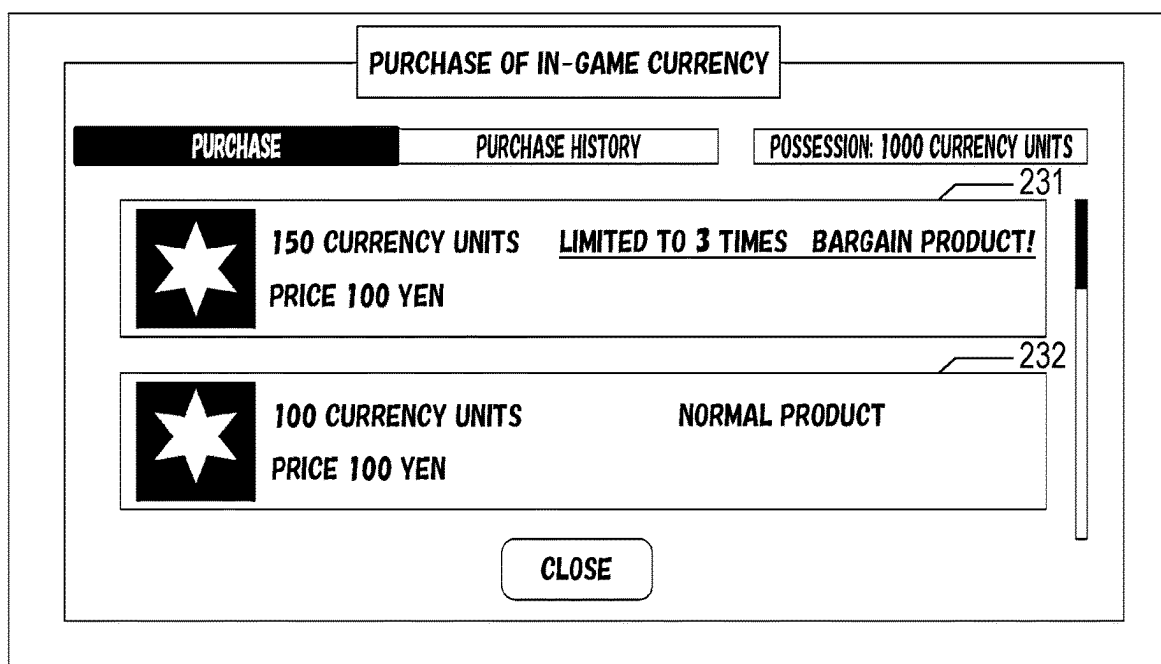 PURCHASE OF IN-GAME CURRENCY
PURCHASE PURCHASE HISTORY POSSESSION: 1000 CURRENCY UNITS
231
150 CURRENCY UNITS LIMITED TO 3 TIMES BARGAIN PRODUCT!
PRICE 100 YEN
232
100 CURRENCY UNITS NORMAL PRODUCT
PRICE 100 YEN
CLOSE